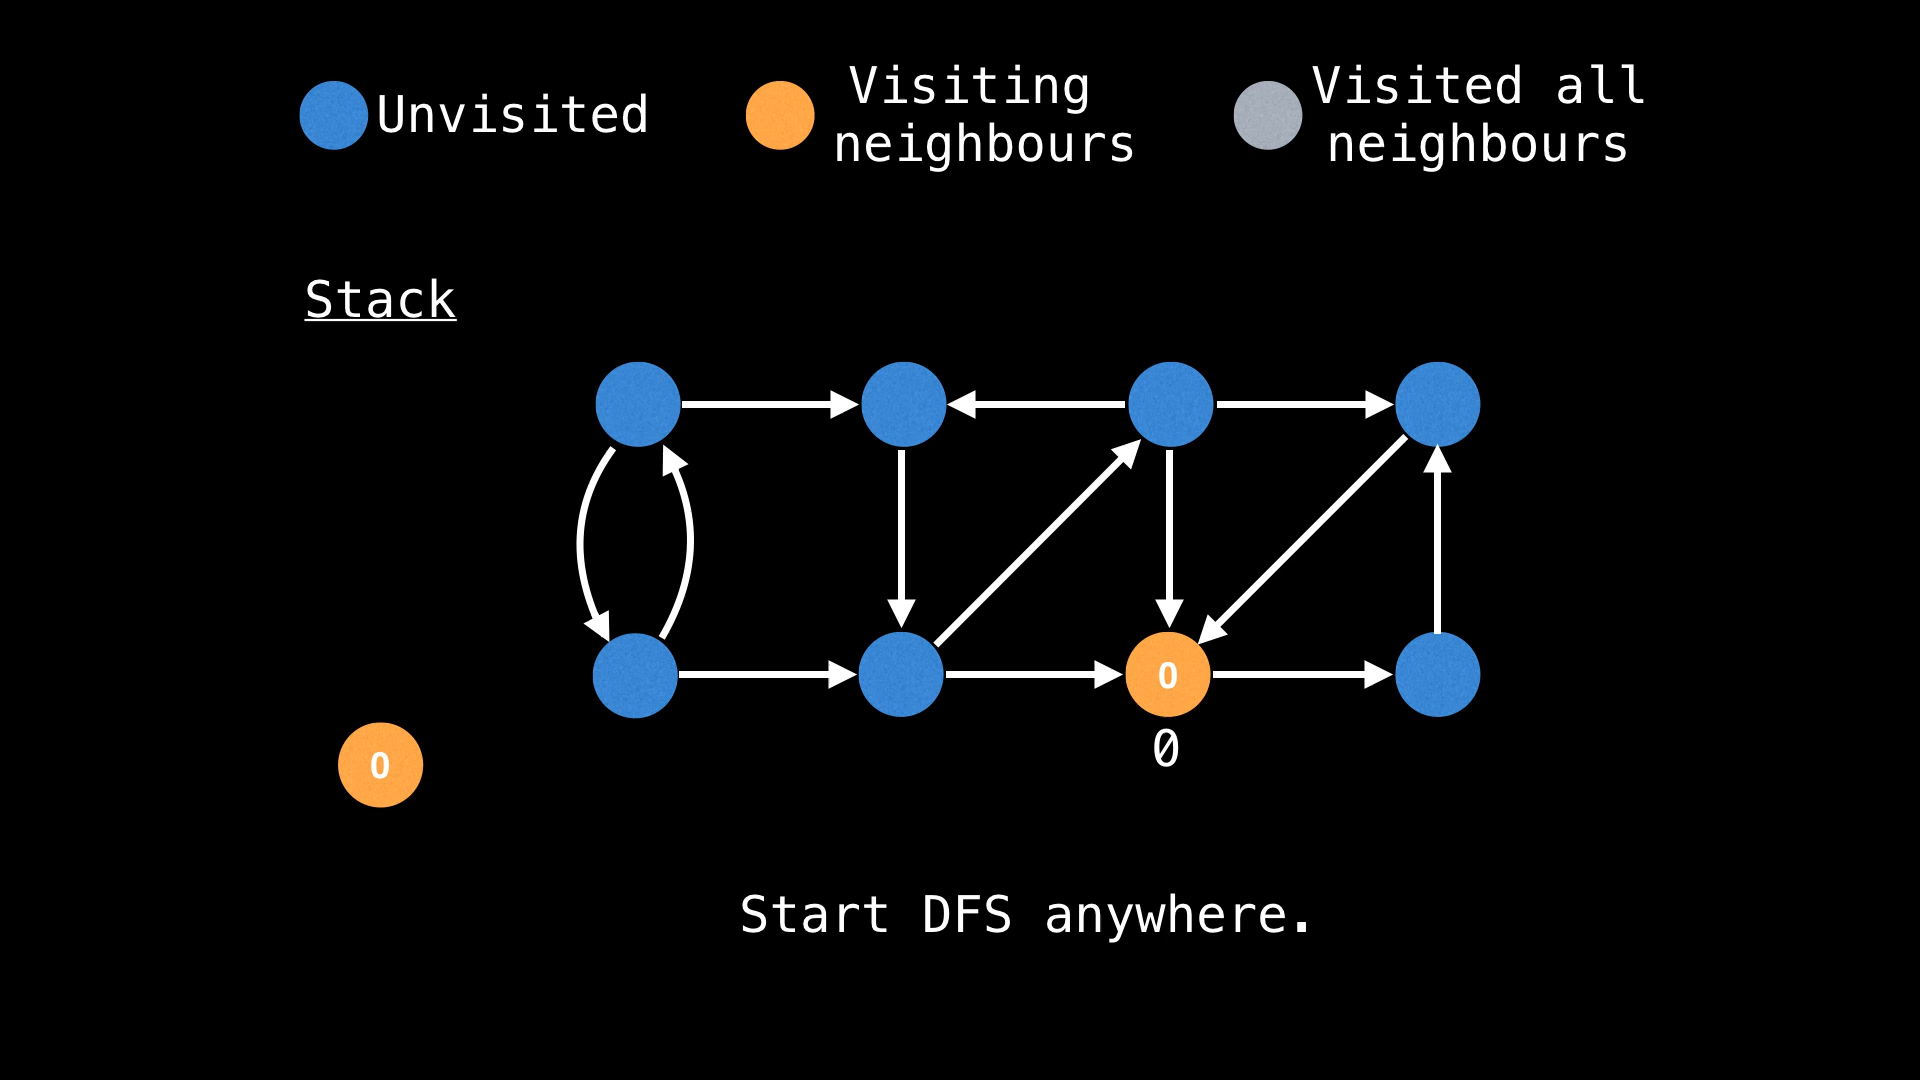 Unvisited
Visiting
neighbours
Visited all
neighbours
Stack
0
0
0
Start DFS anywhere.